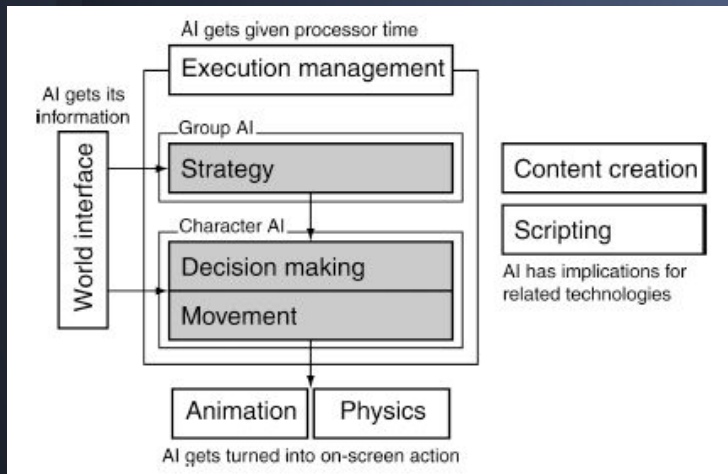 AI gets given processor time
Execution management
AI gets its
information
World interface
Group AI
Strategy
Character AI
Decision making
Movement
Animation
Physics
AI gets turned into on-screen action
Content creation
Scripting
AI has implications for
related technologies